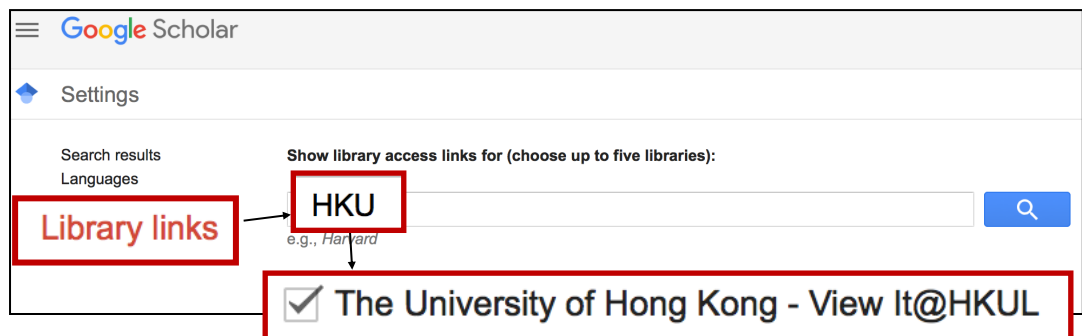 Google Scholar
Settings
Search results
Languages
Library links
Show library access links for (choose up to five libraries):
HKU
e.g., Harvard
The University of Hong Kong - View It@HKUL